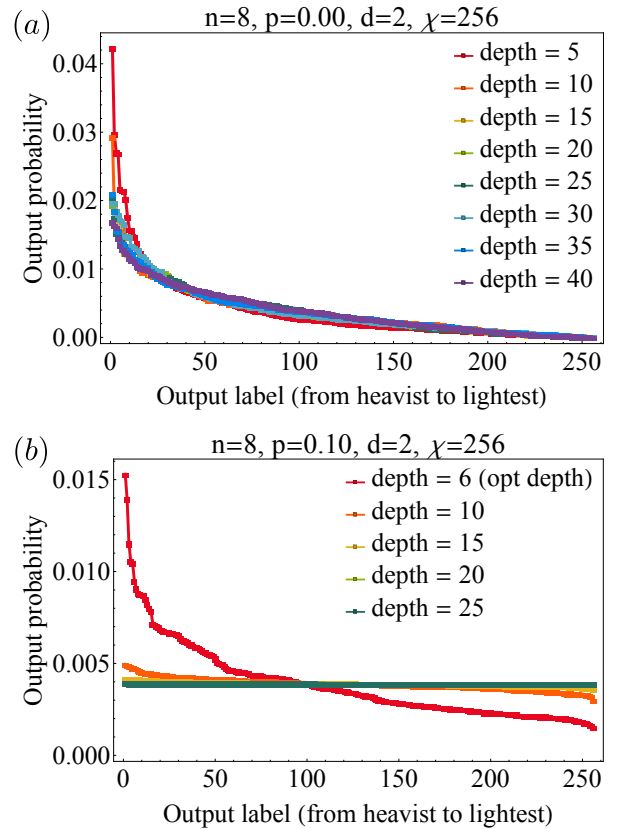 (a)
n=8, p=0.00, d=2, χ=256
Output probability
0.04
0.03
0.02
0.01
0.00
depth = 5
depth = 10
depth = 15
depth = 20
depth = 25
depth = 30
depth = 35
depth = 40
0 50 100 150 200 250
Output label (from heavist to lightest)
(b)
n=8, p=0.10, d=2, χ=256
Output probability
0.015
0.010
0.005
0.000
depth = 6 (opt depth)
depth = 10
depth = 15
depth = 20
depth = 25
0 50 100 150 200 250
Output label (from heavist to lightest)